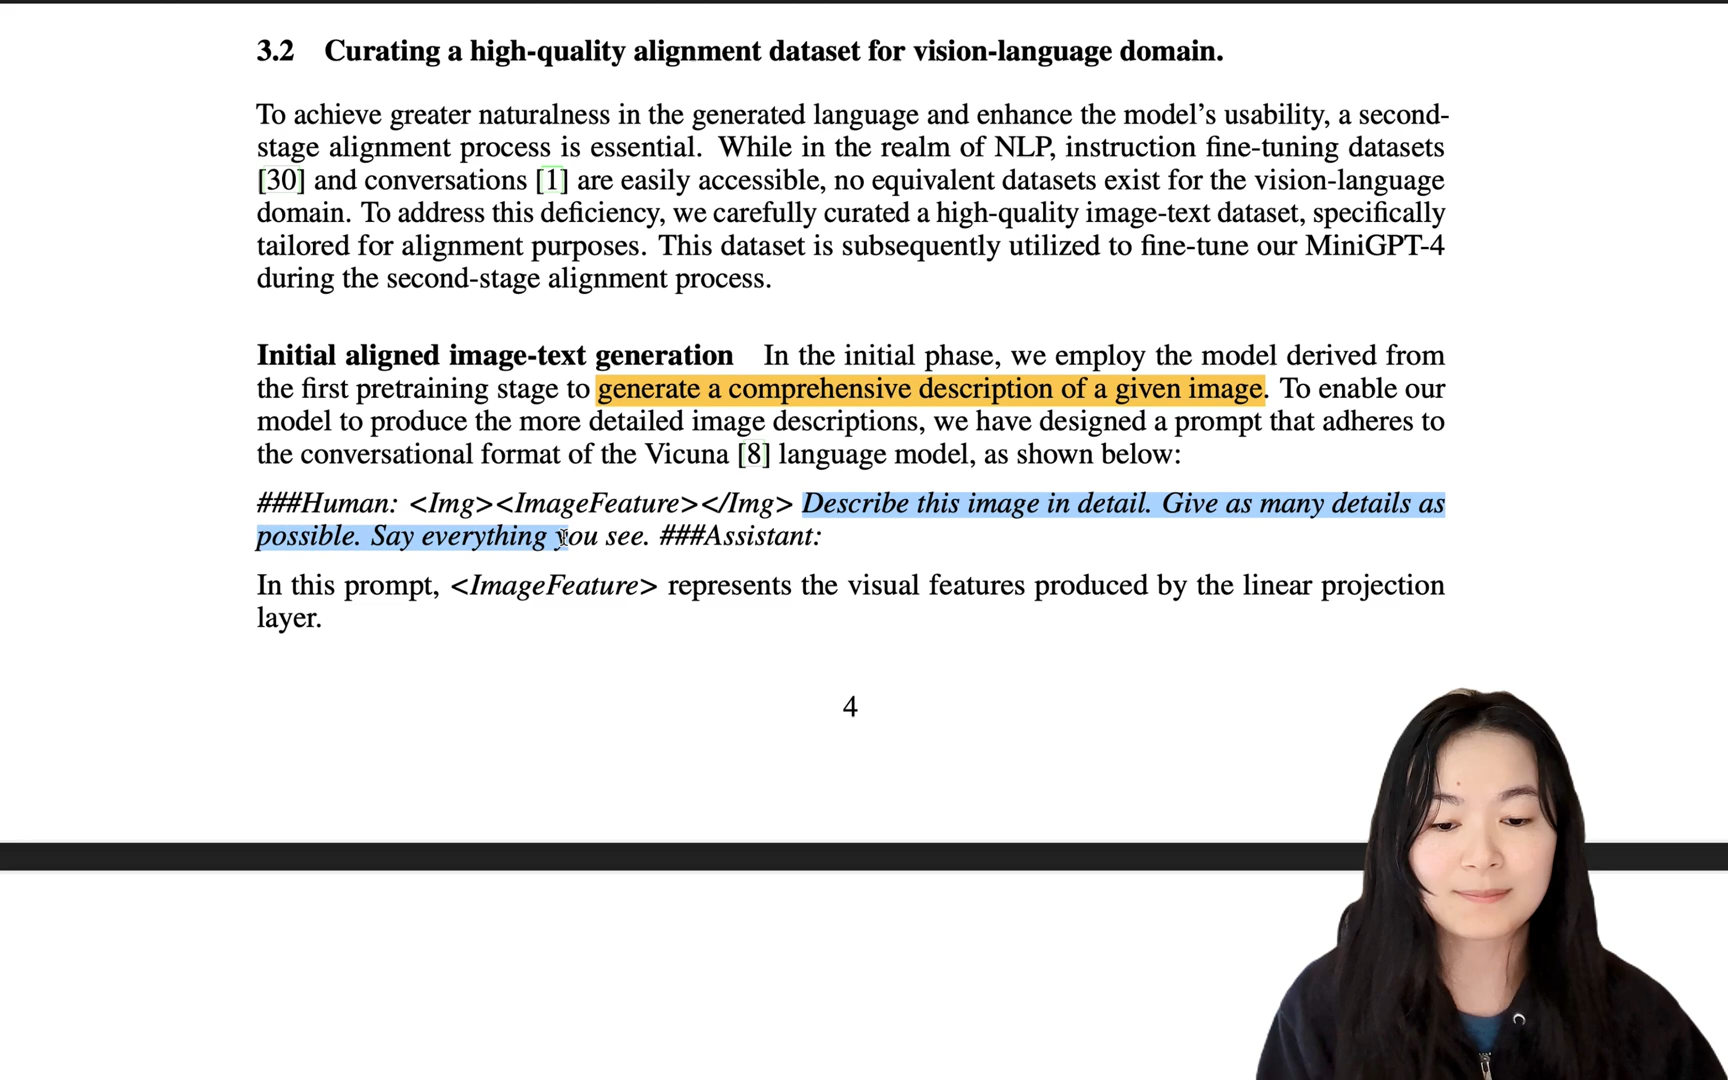 3.2 Curating a high-quality alignment dataset for vision-language domain.
To achieve greater naturalness in the generated language and enhance the model's usability, a second-
stage alignment process is essential. While in the realm of NLP, instruction fine-tuning datasets
[30] and conversations [1] are easily accessible, no equivalent datasets exist for the vision-language
domain. To address this deficiency, we carefully curated a high-quality image-text dataset, specifically
tailored for alignment purposes. This dataset is subsequently utilized to fine-tune our MiniGPT-4
during the second-stage alignment process.
Initial aligned image-text generation In the initial phase, we employ the model derived from
the first pretraining stage to generate a comprehensive description of a given image. To enable our
model to produce the more detailed image descriptions, we have designed a prompt that adheres to
the conversational format of the Vicuna [8] language model, as shown below:
###Human: <Img><ImageFeature></Img> Describe this image in detail. Give as many details as
possible. Say everything you see. ###Assistant:
In this prompt, <ImageFeature> represents the visual features produced by the linear projection
layer.
4